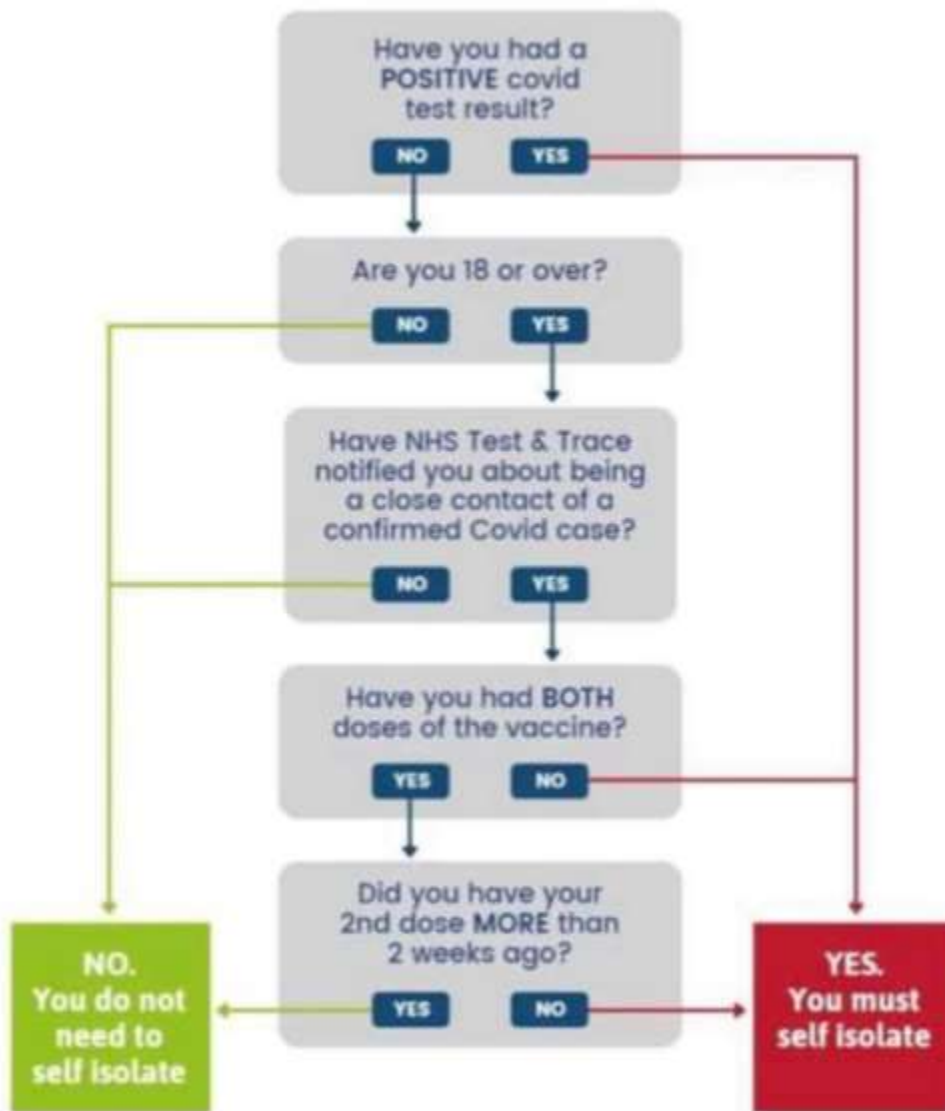 Have you had a
POSITIVE covid
test result?
NO YES
Are you 18 or over?
NO YES
Have NHS Test & Trace
notified you about being
a close contact of a
confirmed Covid case?
NO YES
Have you had BOTH
doses of the vaccine?
YES NO
Did you have your
2nd dose MORE than
2 weeks ago?
YES NO
NO.
You do not
need to
self isolate
YES.
You must
self isolate